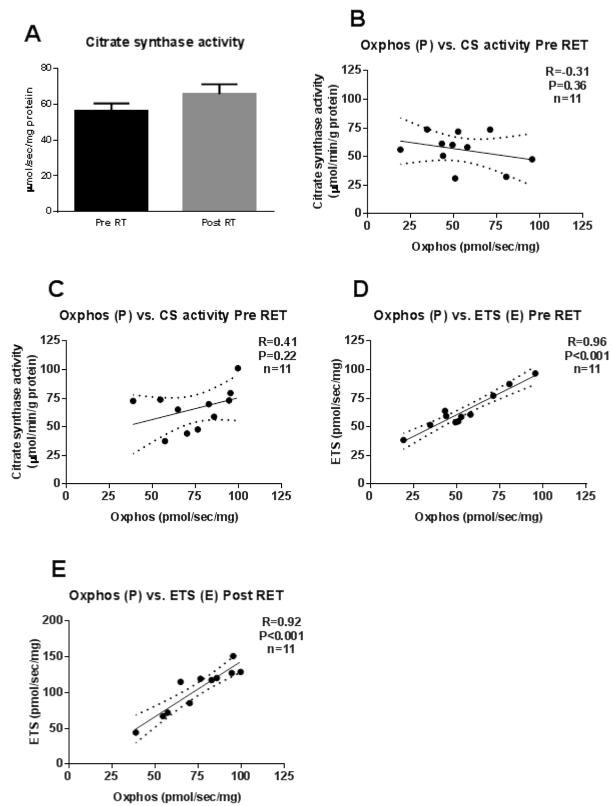 A
Citrate synthase activity
μmol/sec/mg protetiin
80
60
40
20
0
Pre RT
Post RT
B
Oxphos (P) vs. CS activity Pre RET
R=-0.31
P=0.36
n=11
Citrate synthase activity
(μmol/min/g protein)
125
100
75
50
25
0
0 25 50 75 100 125
Oxphos (pmol/sec/mg)
C
Oxphos (P) vs. CS activity Pre RET
R=0.41
P=0.22
n=11
Citrate synthase activity
(μmol/min/g protein)
125
100
75
50
25
0
0 25 50 75 100 125
Oxphos (pmol/sec/mg)
D
Oxphos (P) vs. ETS (E) Pre RET
R=0.96
P<0.001
n=11
ETS (pmol/sec/mg)
125
100
75
50
25
0
0 25 50 75 100 125
Oxphos (pmol/sec/mg)
E
Oxphos (P) vs. ETS (E) Post RET
R=0.92
P<0.001
n=11
ETS (pmol/sec/mg)
200
150
100
50
0
0 25 50 75 100 125
Oxphos (pmol/sec/mg)